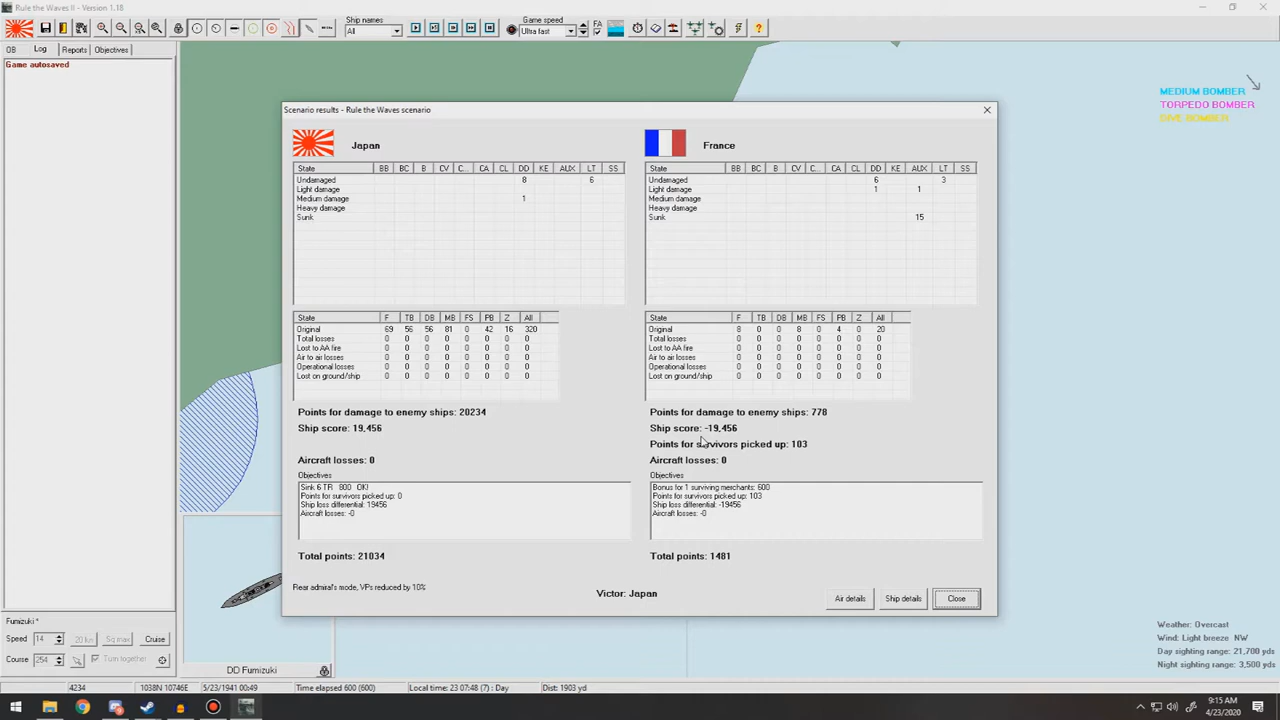 Rule the Waves II - Version 1.18
Ship names
All
Game speed
Ultra fast
FA
OB Log Reports Objectives
Game autosaved
MEDIUM BOMBER
TORPEDO BOMBER
DIVE BOMBER
Scenario results - Rule the Waves scenario
Japan
State BB BC B CV C... CA CL DD KE AUX LT SS
Undamaged 8 6
Light damage
Medium damage 1
Heavy damage
Sunk
State F TB DB MB FS PB Z All
Original 69 56 56 81 0 42 16 320
Total losses 0 0 0 0 0 0 0 0
Lost to AA fire 0 0 0 0 0 0 0 0
Air to air losses 0 0 0 0 0 0 0 0
Operational losses 0 0 0 0 0 0 0 0
Lost on ground/ship 0 0 0 0 0 0 0 0
Points for damage to enemy ships: 20234
Ship score: 19,456
Aircraft losses: 0
Objectives
Sink 6 TR 800 OK!
Points for survivors picked up: 0
Ship loss differential: 19456
Aircraft losses: -0
Total points: 21034
Rear admiral's mode, VPs reduced by 10%
France
State BB BC B CV C... CA CL DD KE AUX LT SS
Undamaged 6 3
Light damage 1 1
Medium damage
Heavy damage
Sunk 15
State F TB DB MB FS PB Z All
Original 8 0 0 8 0 4 0 20
Total losses 0 0 0 0 0 0 0 0
Lost to AA fire 0 0 0 0 0 0 0 0
Air to air losses 0 0 0 0 0 0 0 0
Operational losses 0 0 0 0 0 0 0 0
Lost on ground/ship 0 0 0 0 0 0 0 0
Points for damage to enemy ships: 778
Ship score: -19,456
Points for survivors picked up: 103
Aircraft losses: 0
Objectives
Bonus for 1 surviving merchants: 600
Points for survivors picked up: 103
Ship loss differential: -19456
Aircraft losses: -0
Total points: 1481
Victor: Japan
Air details Ship details Close
Fumizuki *
Speed 14 20 kn Sig max Cruise
Course 254 Turn together
DD Fumizuki
Weather: Overcast
Wind: Light breeze NW
Day sighting range: 21,700 yds
Night sighting range: 3,500 yds
4234 1038N 10746E 5/23/1941 00:49 Time elapsed 600 (600) Local time: 23 07:48 (7) : Day Dist: 1903 yd
9:15 AM
4/23/2020